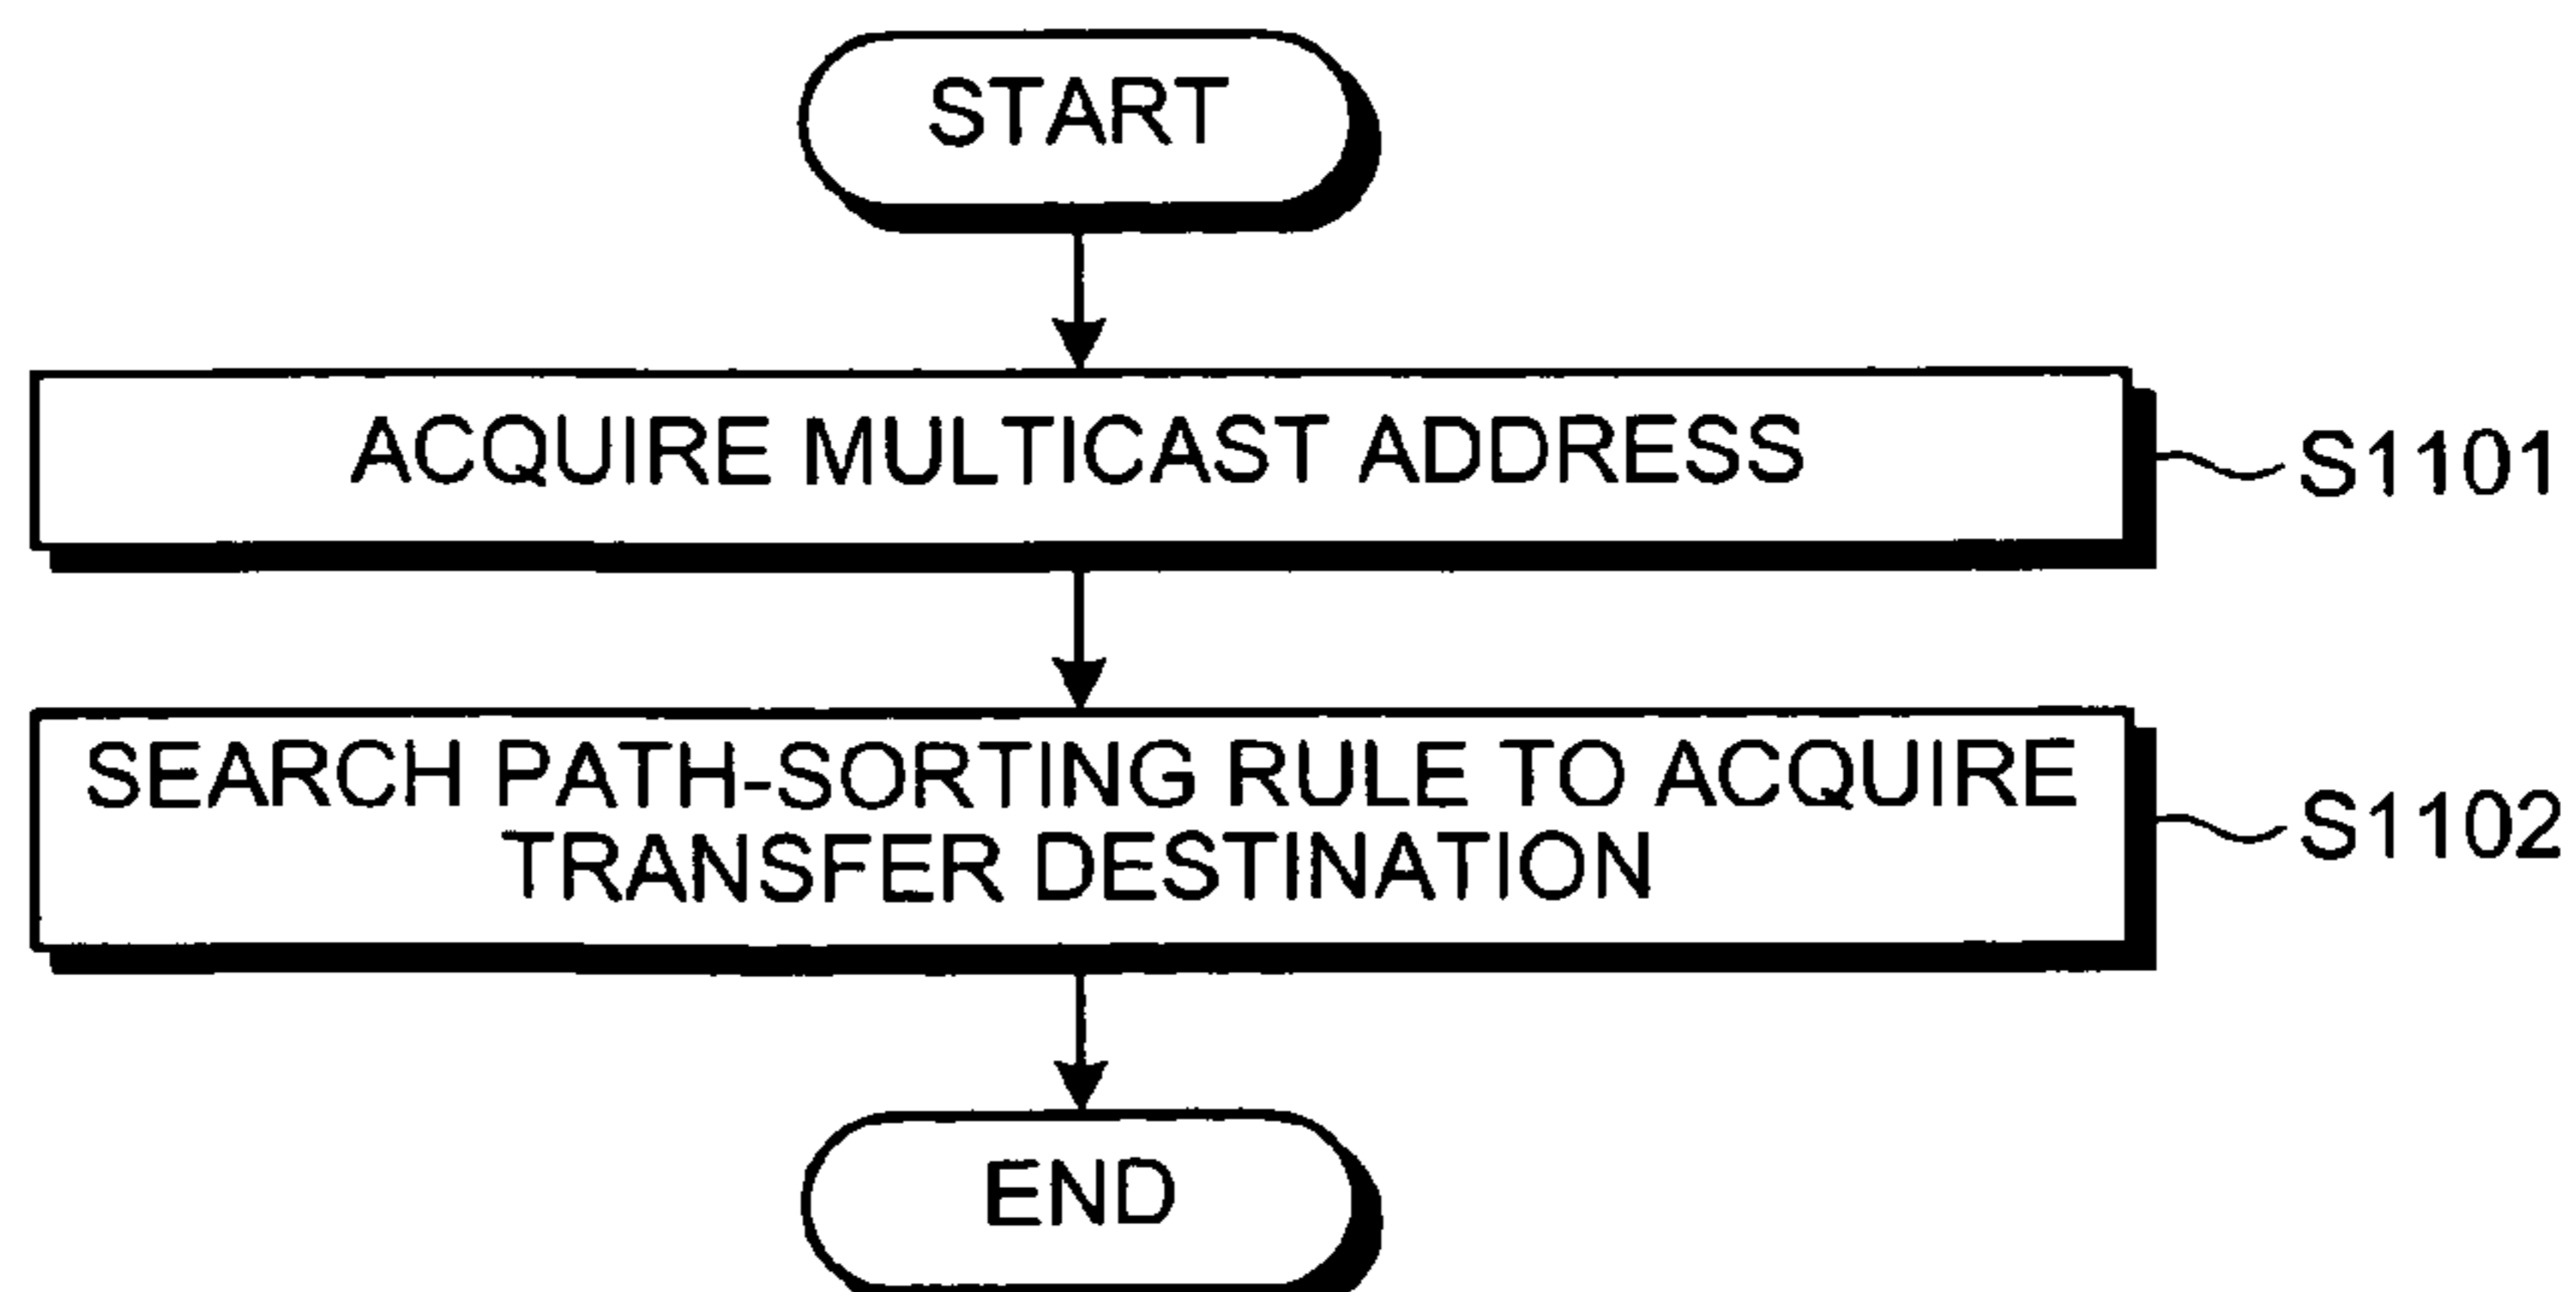 START
ACQUIRE MULTICAST ADDRESS
S1101
SEARCH PATH-SORTING RULE TO ACQUIRE
TRANSFER DESTINATION
S1102
END